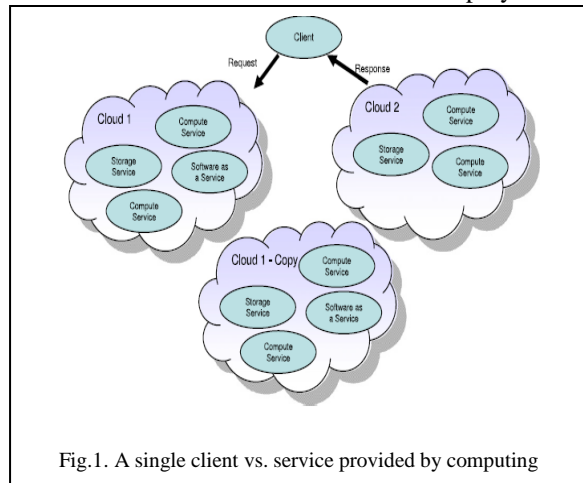 Client
Request
Response
Cloud 1
Compute
Service
Storage
Service
Software as
a Service
Compute
Service
Cloud 2
Compute
Service
Storage
Service
Compute
Service
Cloud 1 - Copy
Compute
Service
Storage
Service
Software as
a Service
Compute
Service
Fig.1. A single client vs. service provided by computing